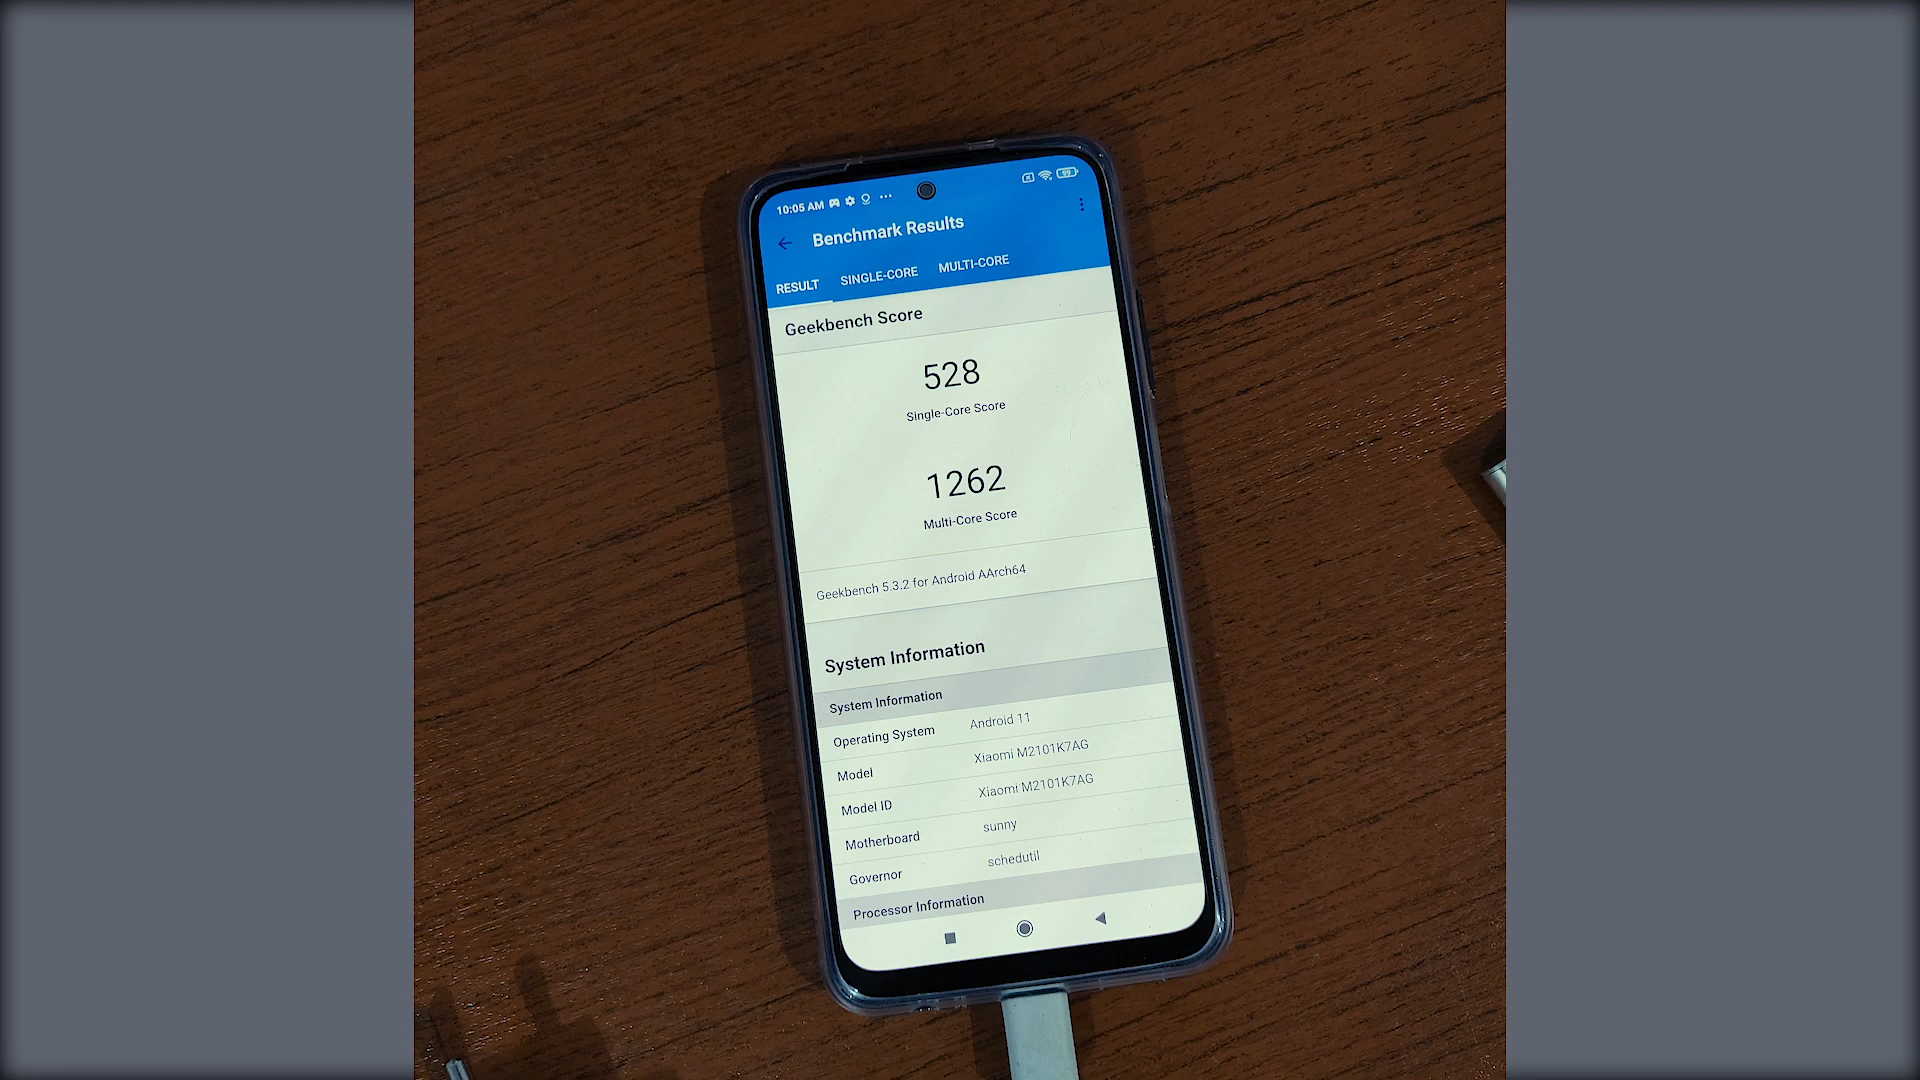 10:05 AM
99
Benchmark Results
RESULT SINGLE-CORE MULTI-CORE
Geekbench Score
528
Single-Core Score
1262
Multi-Core Score
Geekbench 5.3.2 for Android AArch64
System Information
System Information
Operating System Android 11
Model Xiaomi M2101K7AG
Model ID Xiaomi M2101K7AG
Motherboard sunny
Governor schedutil
Processor Information